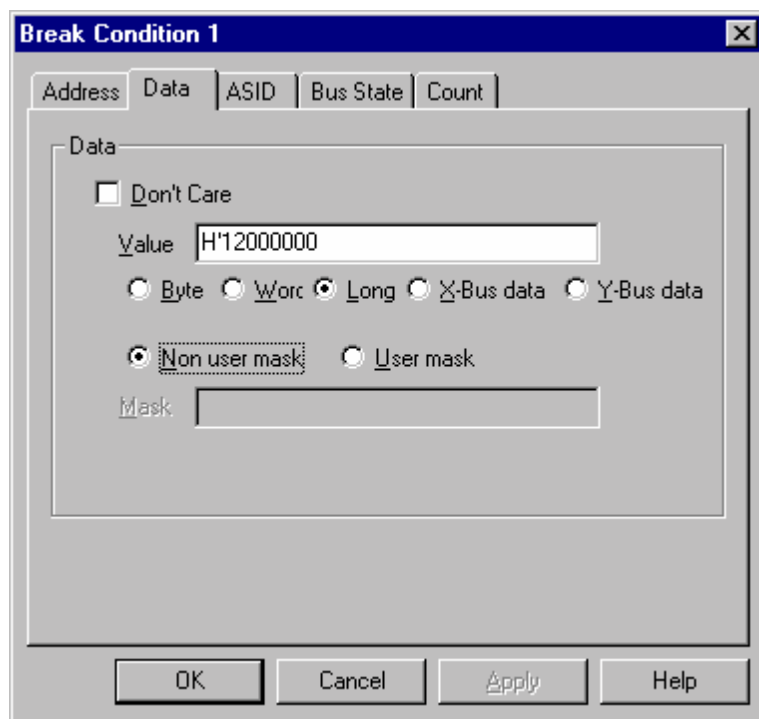 Break Condition 1
Address Data ASID Bus State Count
Data
Don't Care
Value H'12000000
Byte Worc Long X-Bus data Y-Bus data
Non user mask User mask
Mask
OK Cancel Apply Help